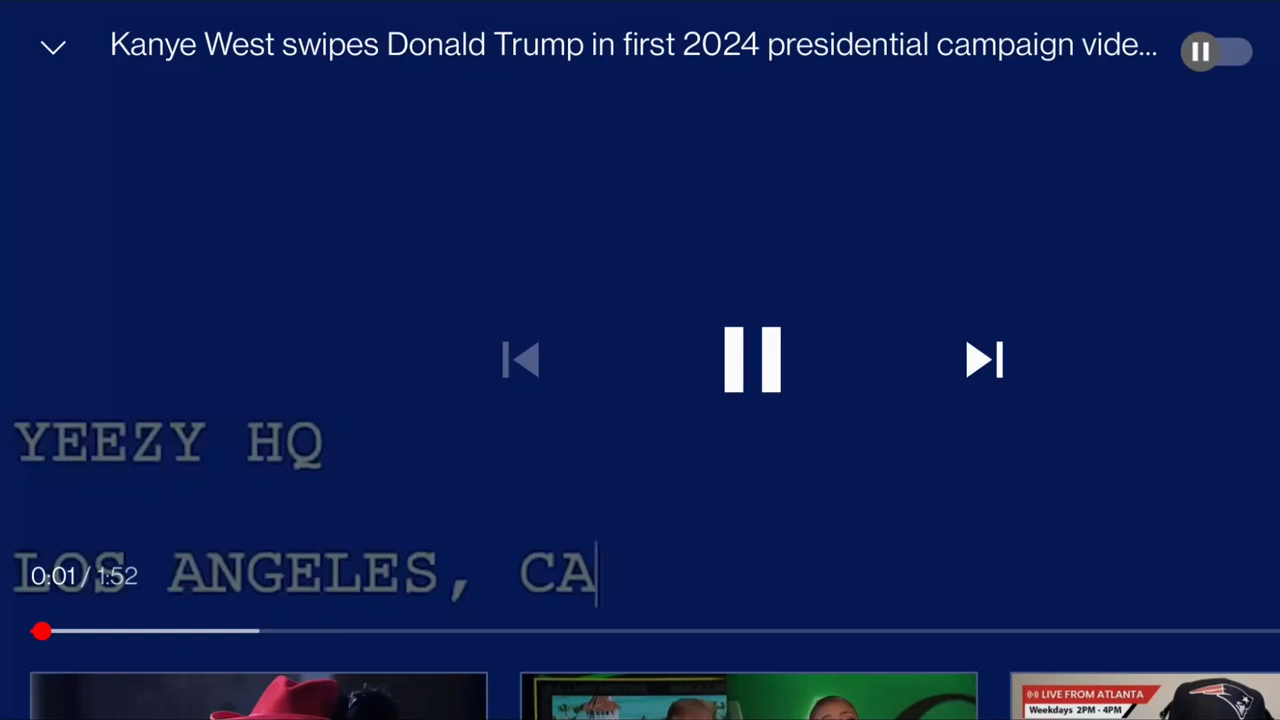 Kanye West swipes Donald Trump in first 2024 presidential campaign vide...
YEEZY HQ
LOS ANGELES, CA
0:01 / 1:52
LIVE FROM ATLANTA
Weekdays 2PM - 4PM